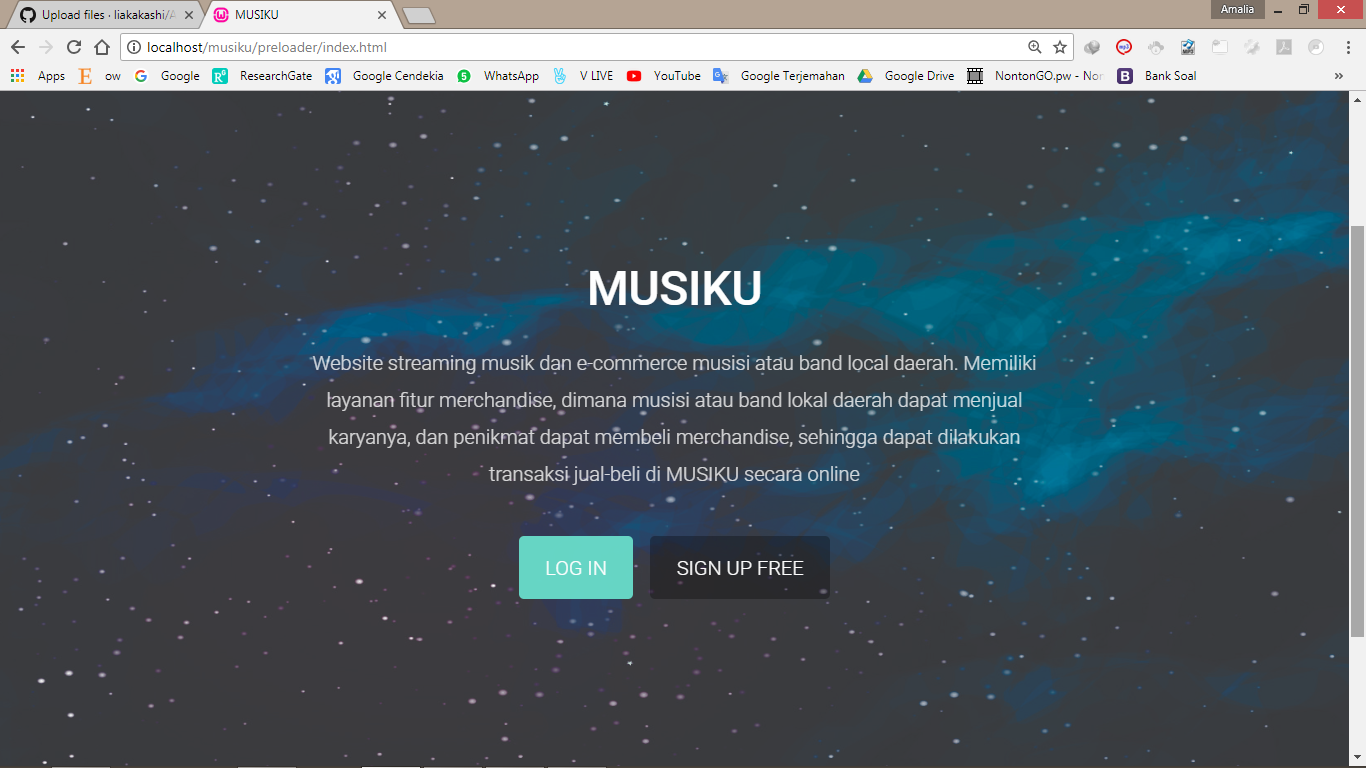 Upload files · liakakashi/A
MUSIKU
Amalia
localhost/musiku/preloader/index.html
Apps
ow
Google
ResearchGate
Google Cendekia
WhatsApp
V LIVE
YouTube
Google Terjemahan
Google Drive
NontonGO.pw - Non
Bank Soal
MUSIKU
Website streaming musik dan e-commerce musisi atau band local daerah. Memiliki
layanan fitur merchandise, dimana musisi atau band lokal daerah dapat menjual
karyanya, dan penikmat dapat membeli merchandise, sehingga dapat dilakukan
transaksi jual-beli di MUSIKU secara online
LOG IN
SIGN UP FREE